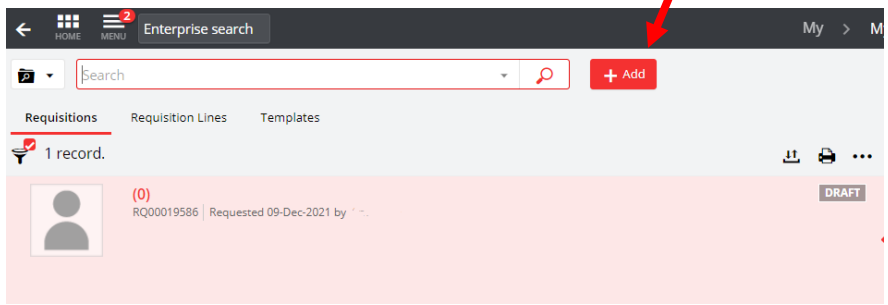 HOME MENU 2 Enterprise search My > M
Search + Add
Requisitions Requisition Lines Templates
1 record.
(0) DRAFT
RQ00019586 Requested 09-Dec-2021 by